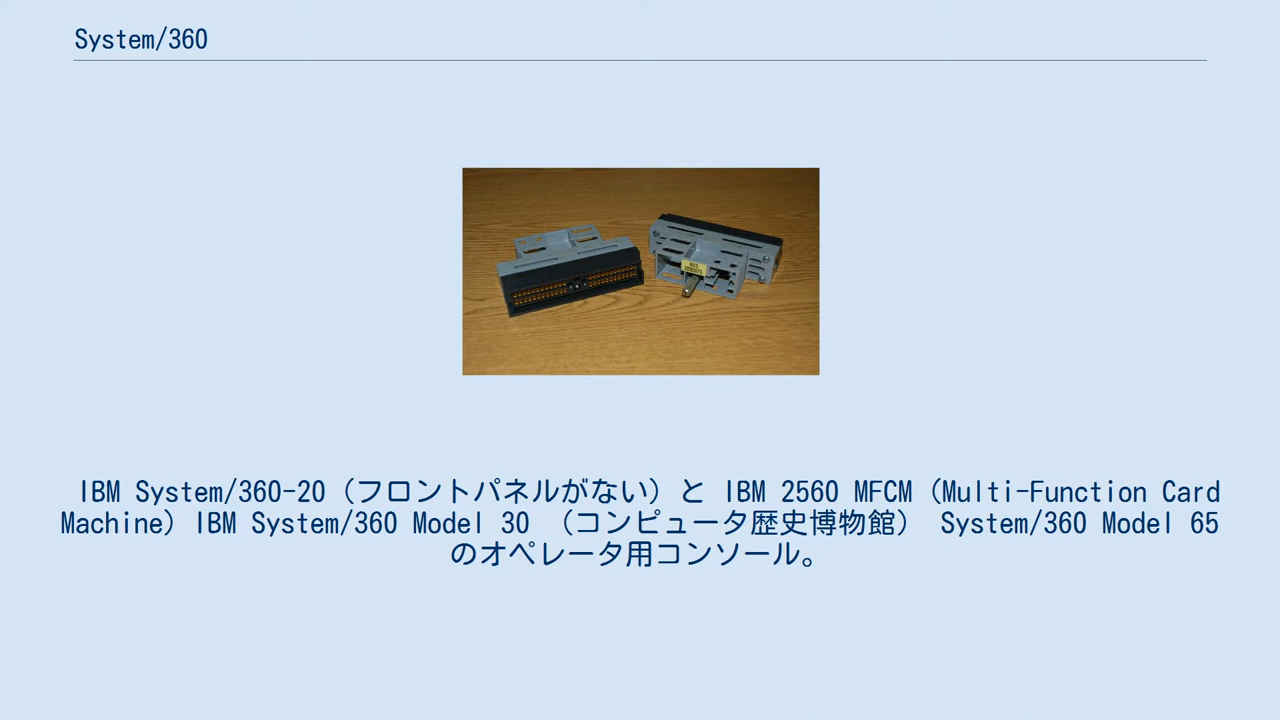 System/360
IBM System/360-20（フロントパネルがない）と IBM 2560 MFCM（Multi-Function Card
Machine）IBM System/360 Model 30 （コンピュータ歴史博物館） System/360 Model 65
のオペレータ用コンソール。